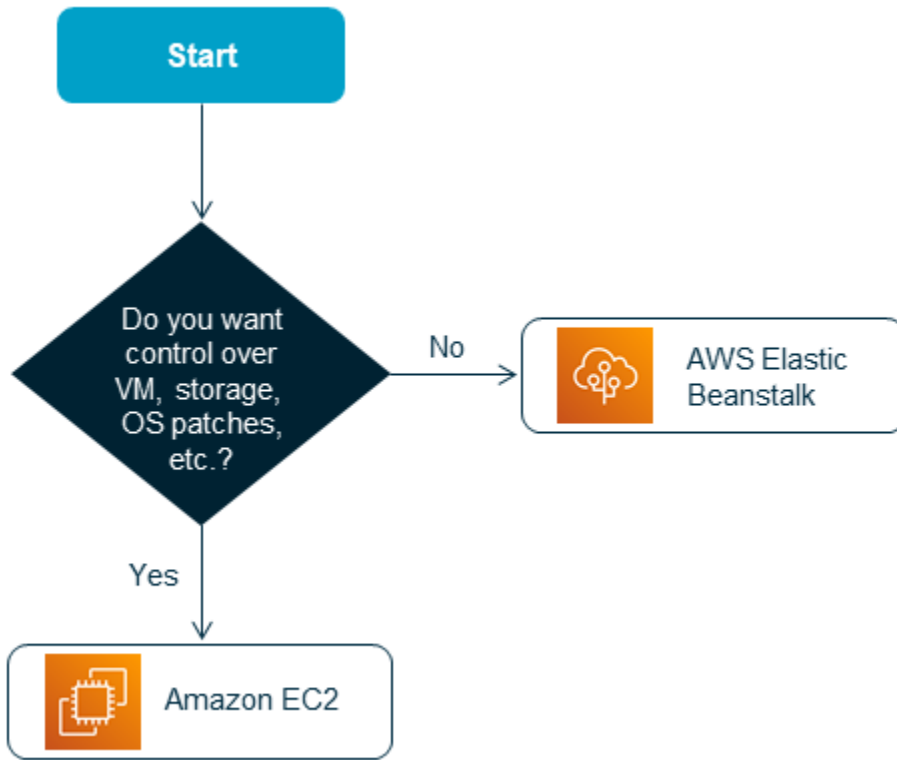 Start
Do you want
control over
VM, storage,
OS patches,
etc.?
No
AWS Elastic
Beanstalk
Yes
Amazon EC2